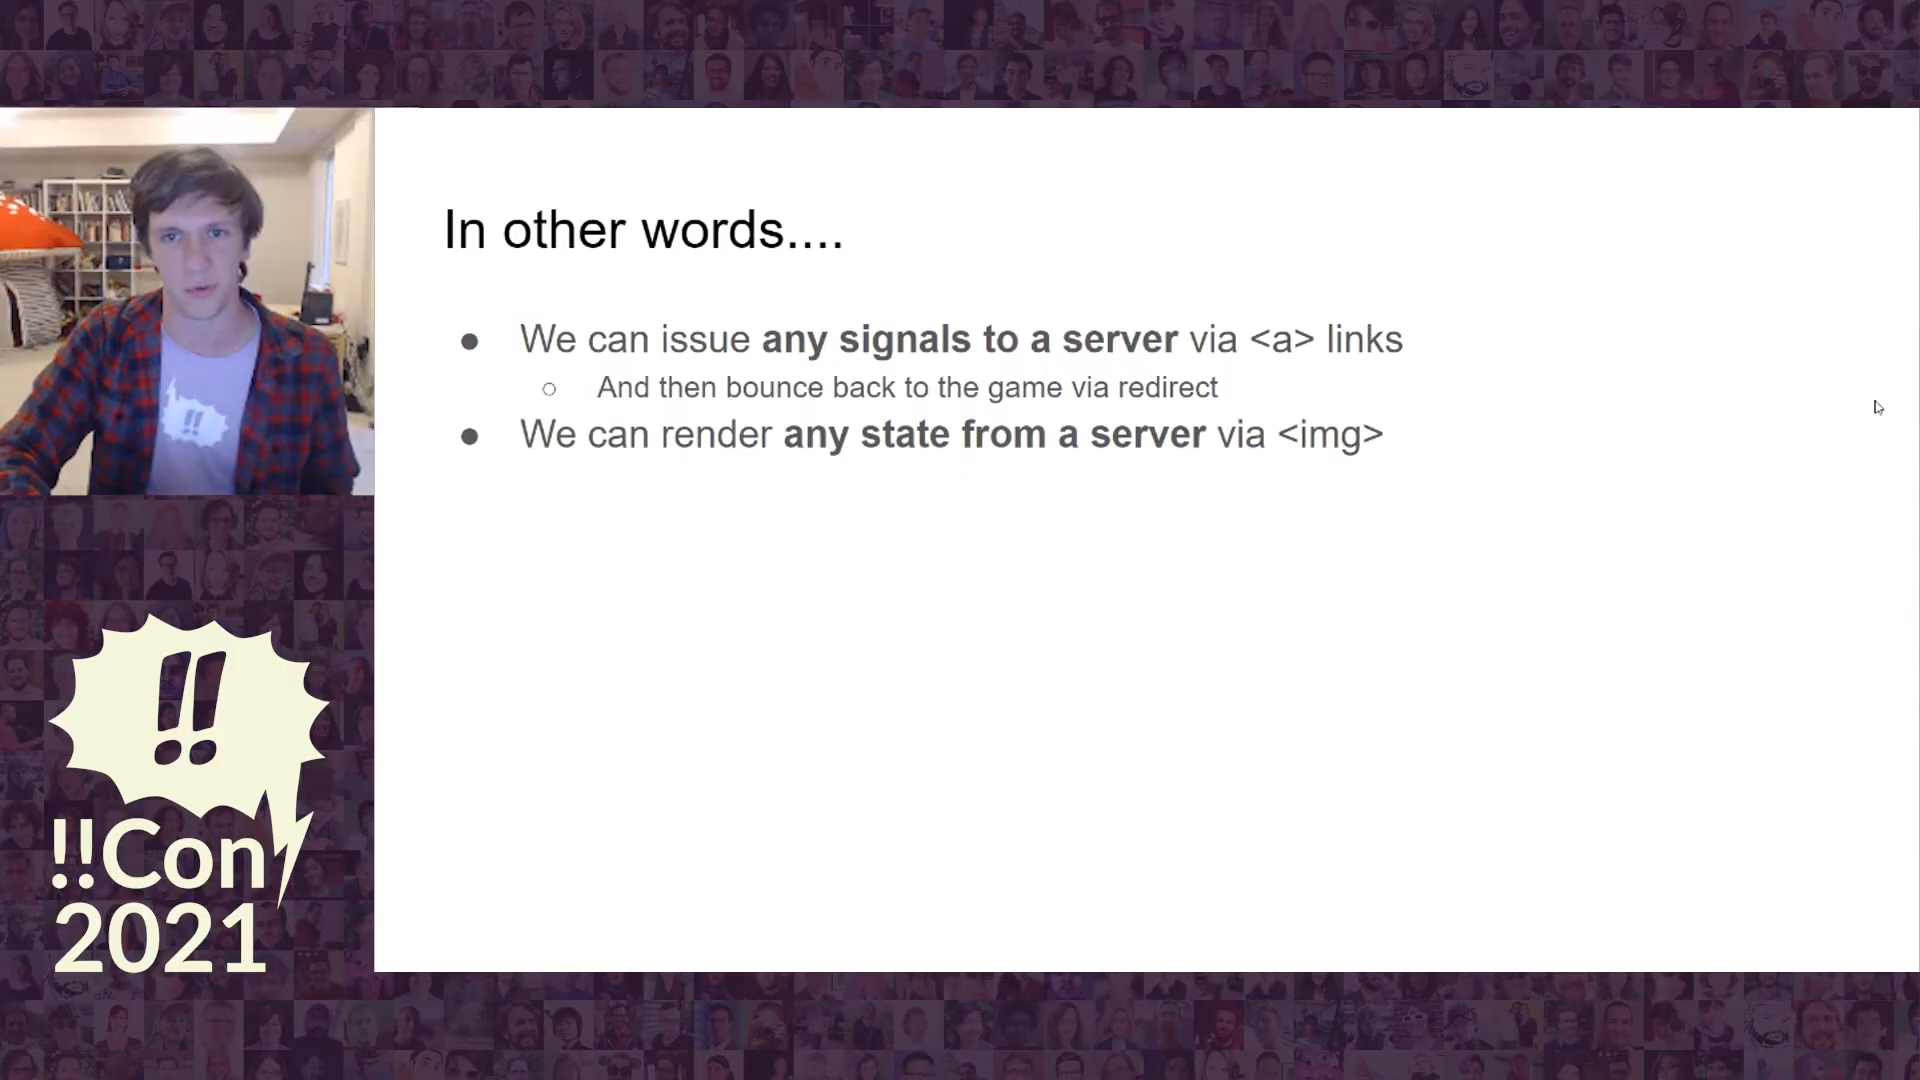 In other words....
● We can issue any signals to a server via <a> links
○ And then bounce back to the game via redirect
● We can render any state from a server via <img>
!!
!!
!!Con
2021